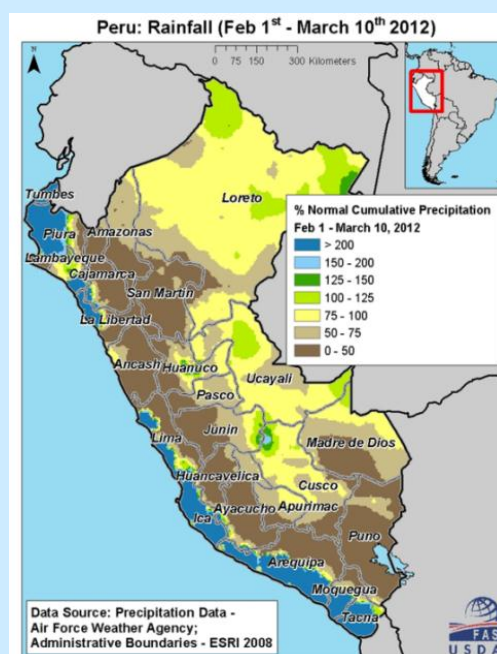 Peru: Rainfall (Feb 1st - March 10th 2012)
N
0 75 150 300 Kilometers
Tumbes
Loreto
Piura
Amazonas
Lambayeque
Cajamarca
San Martin
La Libertad
% Normal Cumulative Precipitation
Feb 1 - March 10, 2012
> 200
150 - 200
125 - 150
100 - 125
75 - 100
50 - 75
0 - 50
Ancash
Huanuco
Ucayali
Pasco
Lima
Junin
Madre de Dios
Huancavelica
Cusco
Ica
Ayacucho
Apurimac
Puno
Arequipa
Moquegua
Tacna
Data Source: Precipitation Data -
Air Force Weather Agency;
Administrative Boundaries - ESRI 2008
FAS
USDA